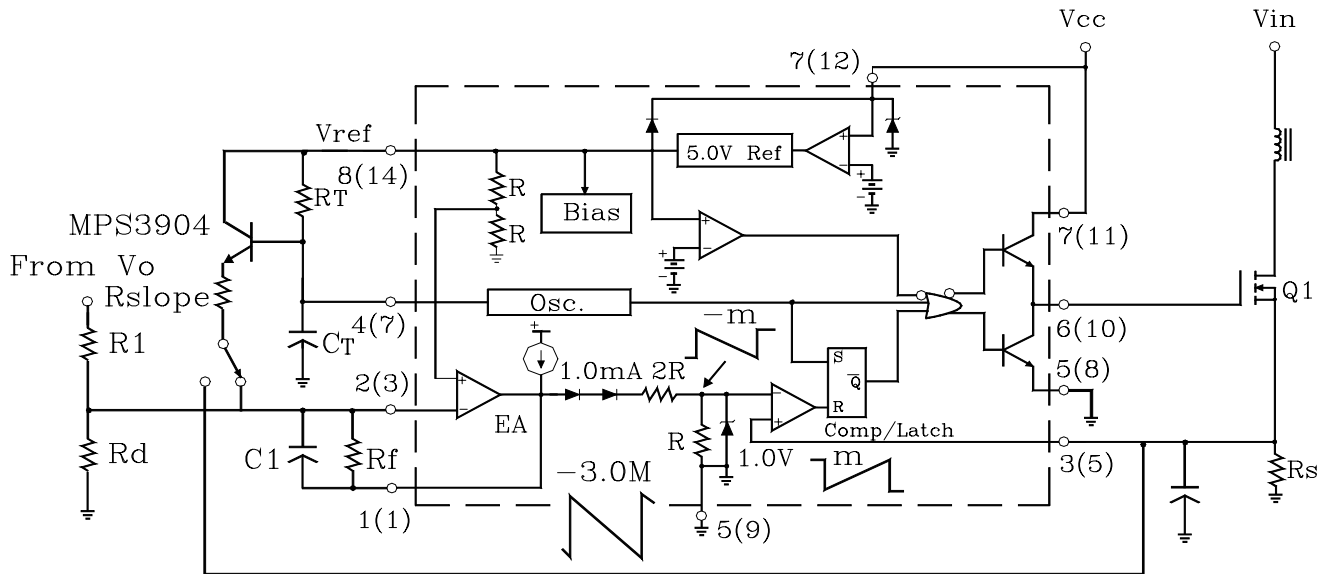 Vcc
Vin
7(12)
Vref
8(14)
5.0V Ref
+
−
+
−
RT
R
R
Bias
MPS3904
+
−
+
−
7(11)
From Vo
Rslope
Osc.
4(7)
CT
−m
Q1
6(10)
R1
+
1.0mA
2R
S
Q̅
R
5(8)
2(3)
+
−
EA
−
+
Comp/Latch
Rd
C1
Rf
R
1.0V
m
3(5)
Rs
−3.0M
1(1)
5(9)